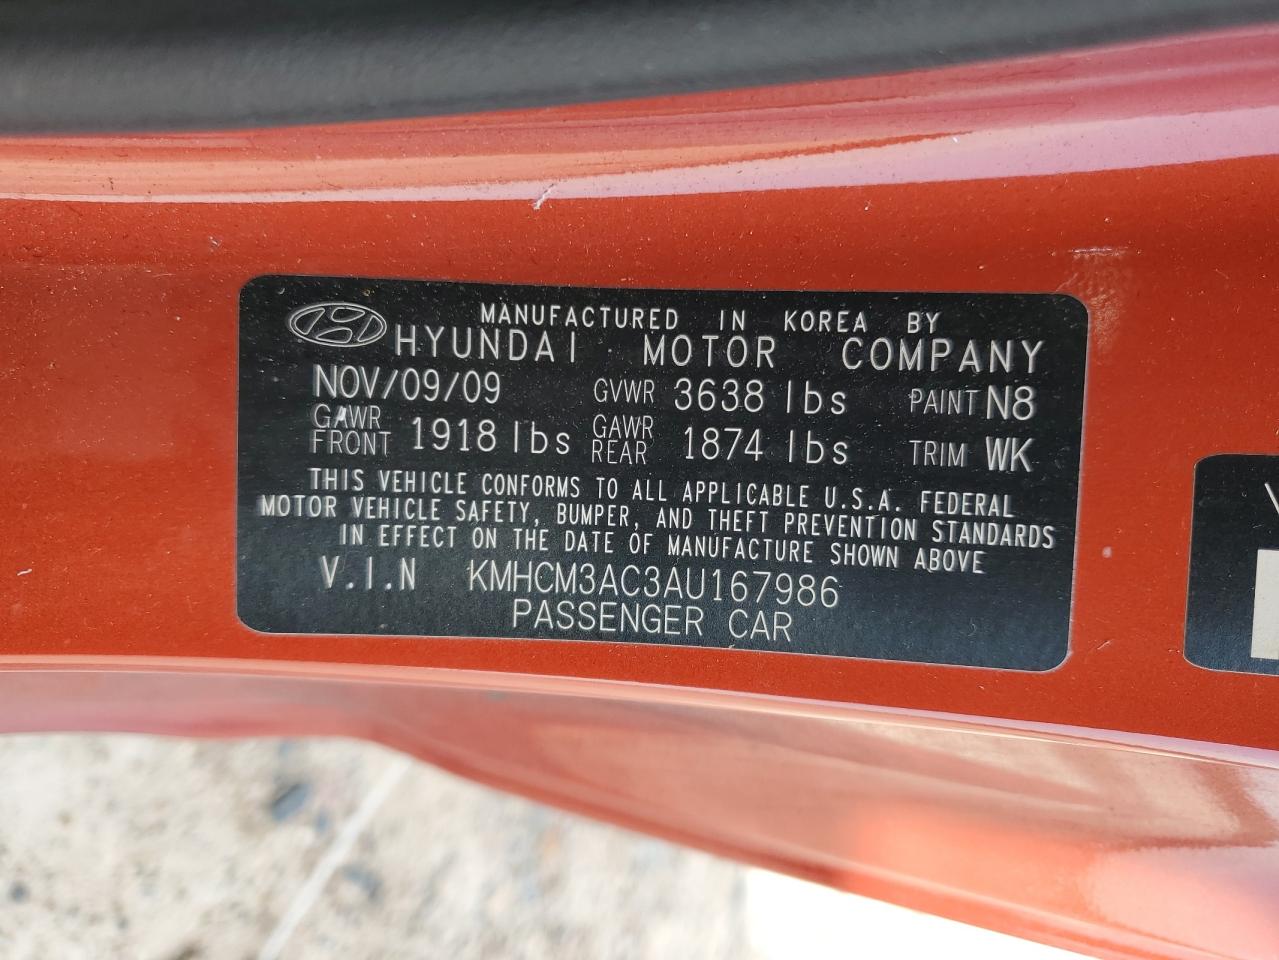 MANUFACTURED IN KOREA BY
HYUNDAI MOTOR COMPANY
NOV/09/09 GVWR 3638 lbs PAINT N8
GAWR FRONT 1918 lbs GAWR REAR 1874 lbs TRIM WK
THIS VEHICLE CONFORMS TO ALL APPLICABLE U.S.A. FEDERAL
MOTOR VEHICLE SAFETY, BUMPER, AND THEFT PREVENTION STANDARDS
IN EFFECT ON THE DATE OF MANUFACTURE SHOWN ABOVE
V.I.N KMHCM3AC3AU167986
PASSENGER CAR